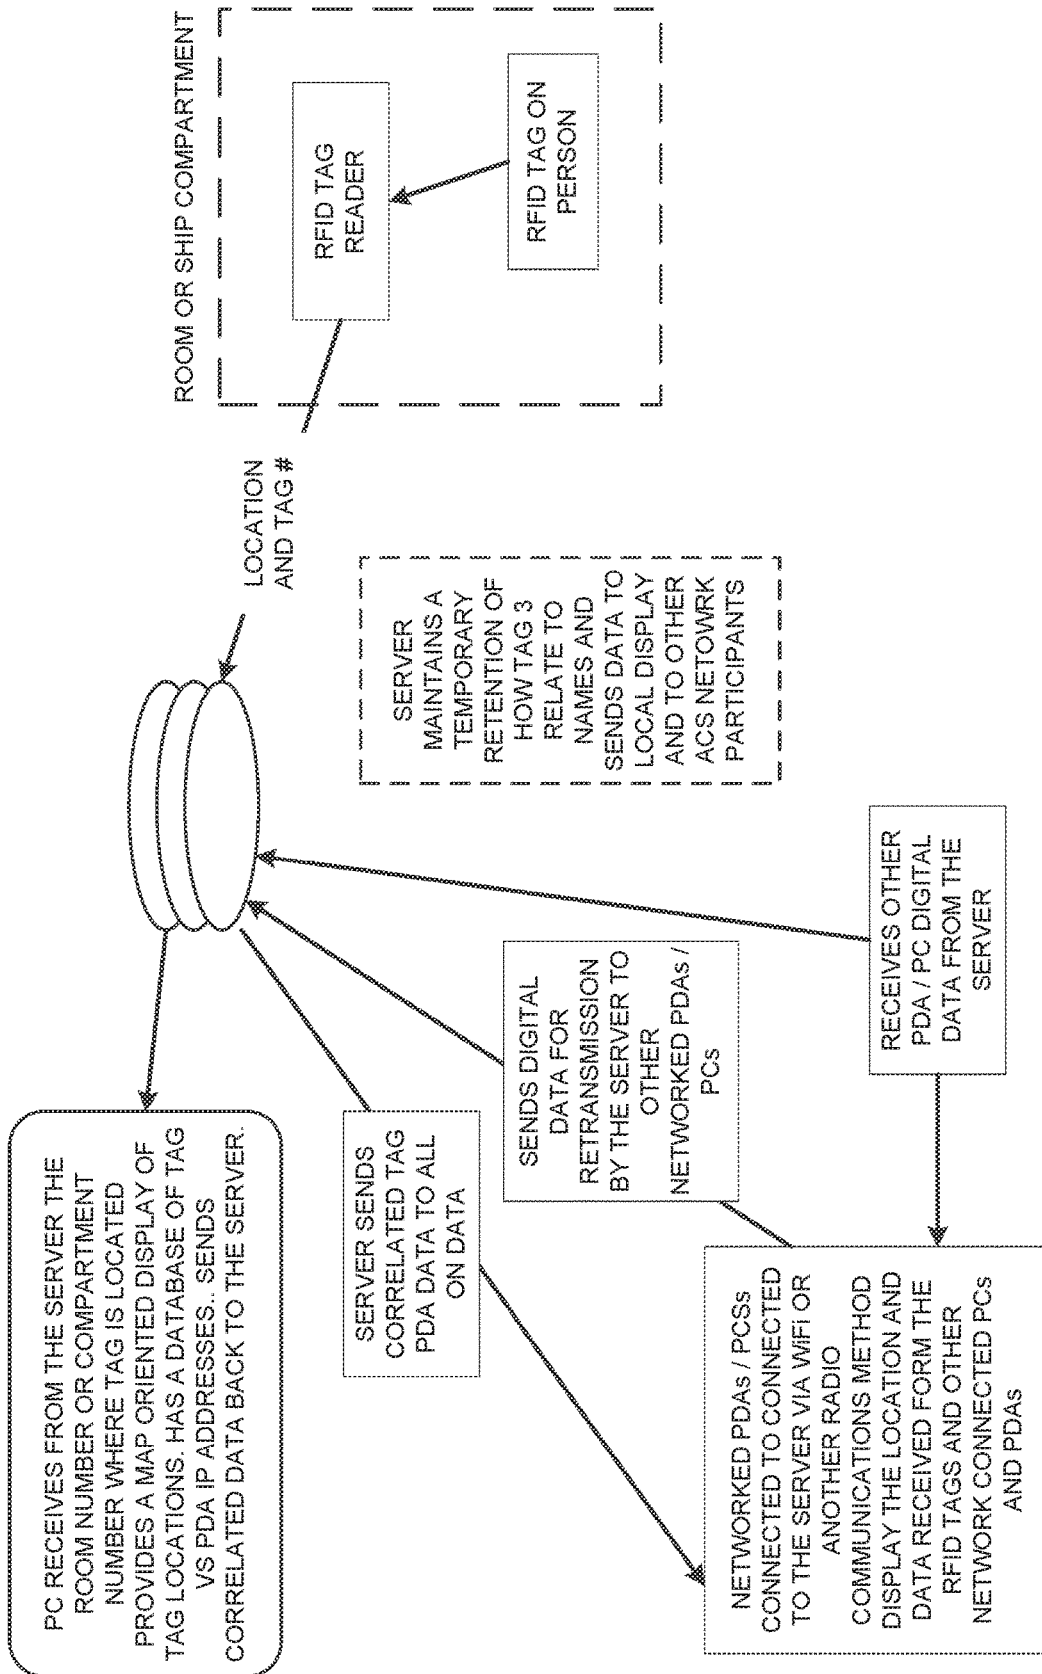 PC RECEIVES FROM THE SERVER THE
ROOM NUMBER OR COMPARTMENT
NUMBER WHERE TAG IS LOCATED
PROVIDES A MAP ORIENTED DISPLAY OF
TAG LOCATIONS. HAS A DATABASE OF TAG
VS PDA IP ADDRESSES.. SENDS
CORRELATED DATA BACK TO THE SERVER.
SERVER SENDS
CORRELATED TAG
PDA DATA TO ALL
ON DATA
SENDS DIGITAL
DATA FOR
RETRANSMISSION
BY THE SERVER TO
OTHER
NETWORKED PDAs /
PCs
NETWORKED PDAs / PCSs
CONNECTED TO CONNECTED
TO THE SERVER VIA WiFi OR
ANOTHER RADIO
COMMUNICATIONS METHOD
DISPLAY THE LOCATION AND
DATA RECEIVED FORM THE
RFID TAGS AND OTHER
NETWORK CONNECTED PCs
AND PDAs
RECEIVES OTHER
PDA / PC DIGITAL
DATA FROM THE
SERVER
SERVER
MAINTAINS A
TEMPORARY
RETENTION OF
HOW TAG 3
RELATE TO
NAMES AND
SENDS DATA TO
LOCAL DISPLAY
AND TO OTHER
ACS NETOWRK
PARTICIPANTS
LOCATION
AND TAG #
ROOM OR SHIP COMPARTMENT
RFID TAG
READER
RFID TAG ON
PERSON